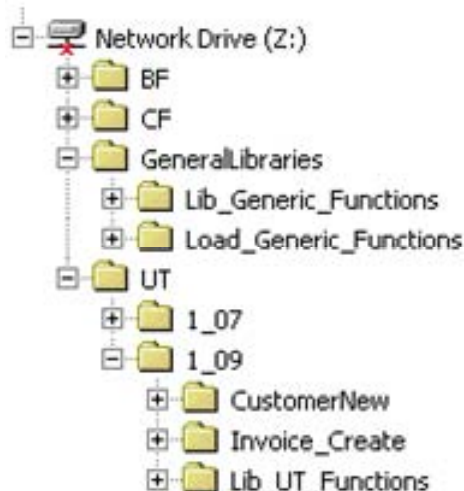 Network Drive (Z:)
BF
CF
GeneralLibraries
Lib_Generic_Functions
Load_Generic_Functions
UT
1_07
1_09
CustomerNew
Invoice_Create
Lib_UT_Functions